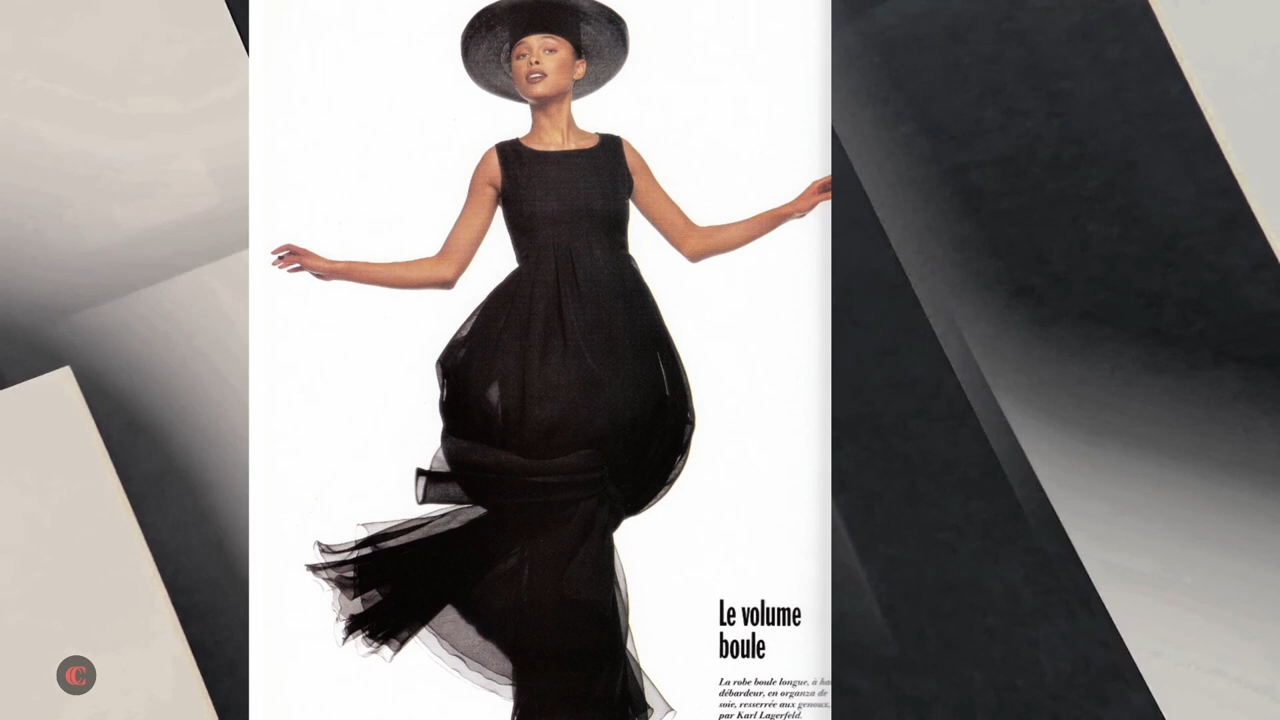 Le volume
boule
La robe boule longue, à
débardeur, en organza de
soie, resserrée aux genoux,
par Karl Lagerfeld.